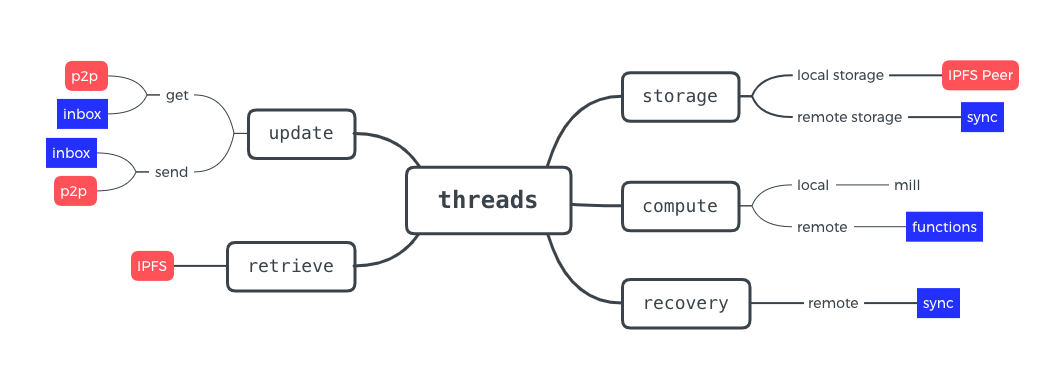 p2p
get
inbox
update
inbox
send
p2p
IPFS
retrieve
threads
storage
local storage
IPFS Peer
remote storage
sync
compute
local
mill
remote
functions
recovery
remote
sync